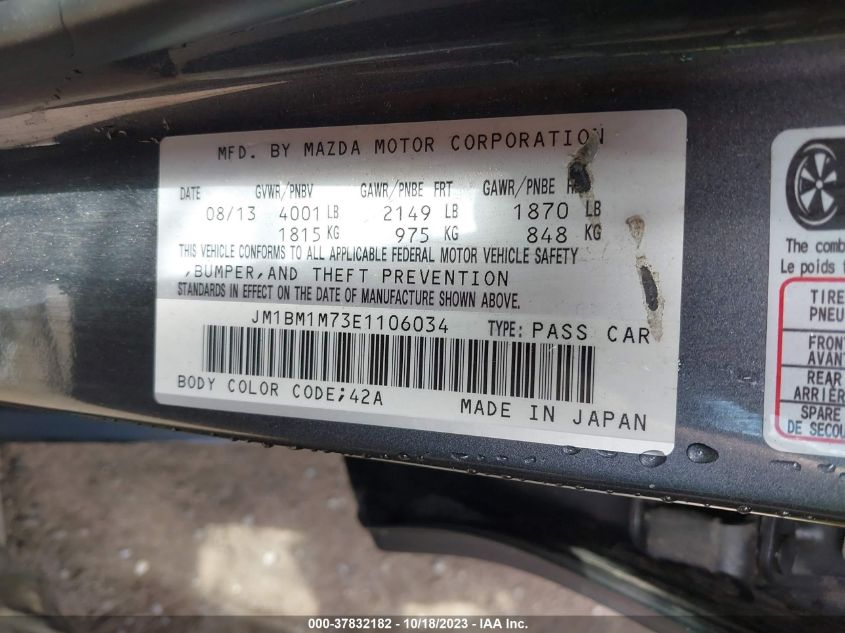 MFD. BY MAZDA MOTOR CORPORATION
DATE GVWR/PNBV GAWR/PNBE FRT GAWR/PNBE
08/13 4001 LB 2149 LB 1870 LB
1815 KG 975 KG 848 KG
THIS VEHICLE CONFORMS TO ALL APPLICABLE FEDERAL MOTOR VEHICLE SAFETY
,BUMPER,AND THEFT PREVENTION
STANDARDS IN EFFECT ON THE DATE OF MANUFACTURE SHOWN ABOVE.
JM1BM1M73E1106034 TYPE: PASS CAR
BODY COLOR CODE;42A MADE IN JAPAN
The comb
Le poids
TIRE
PNEU
FRONT
AVANT
REAR
ARRIÈR
SPARE
DE SECOU
000-37832182 - 10/18/2023 - IAA Inc.